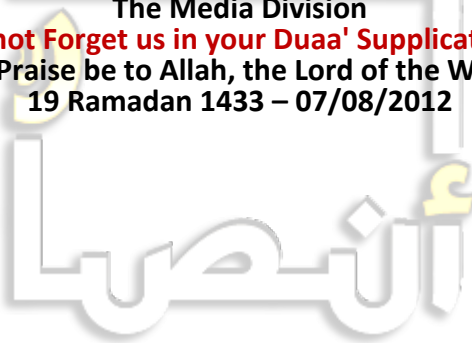 The Media Division
not Forget us in your Duaa' Supplicat
Praise be to Allah, the Lord of the W
19 Ramadan 1433 – 07/08/2012
أنصا